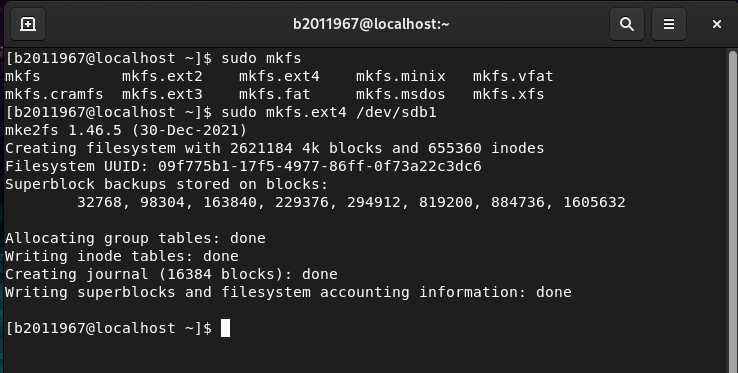 b2011967@localhost:~
[b2011967@localhost ~]$ sudo mkfs
mkfs         mkfs.ext2    mkfs.ext4    mkfs.minix   mkfs.vfat
mkfs.cramfs  mkfs.ext3    mkfs.fat     mkfs.msdos   mkfs.xfs
[b2011967@localhost ~]$ sudo mkfs.ext4 /dev/sdb1
mke2fs 1.46.5 (30-Dec-2021)
Creating filesystem with 2621184 4k blocks and 655360 inodes
Filesystem UUID: 09f775b1-17f5-4977-86ff-0f73a22c3dc6
Superblock backups stored on blocks:
        32768, 98304, 163840, 229376, 294912, 819200, 884736, 1605632
Allocating group tables: done
Writing inode tables: done
Creating journal (16384 blocks): done
Writing superblocks and filesystem accounting information: done
[b2011967@localhost ~]$